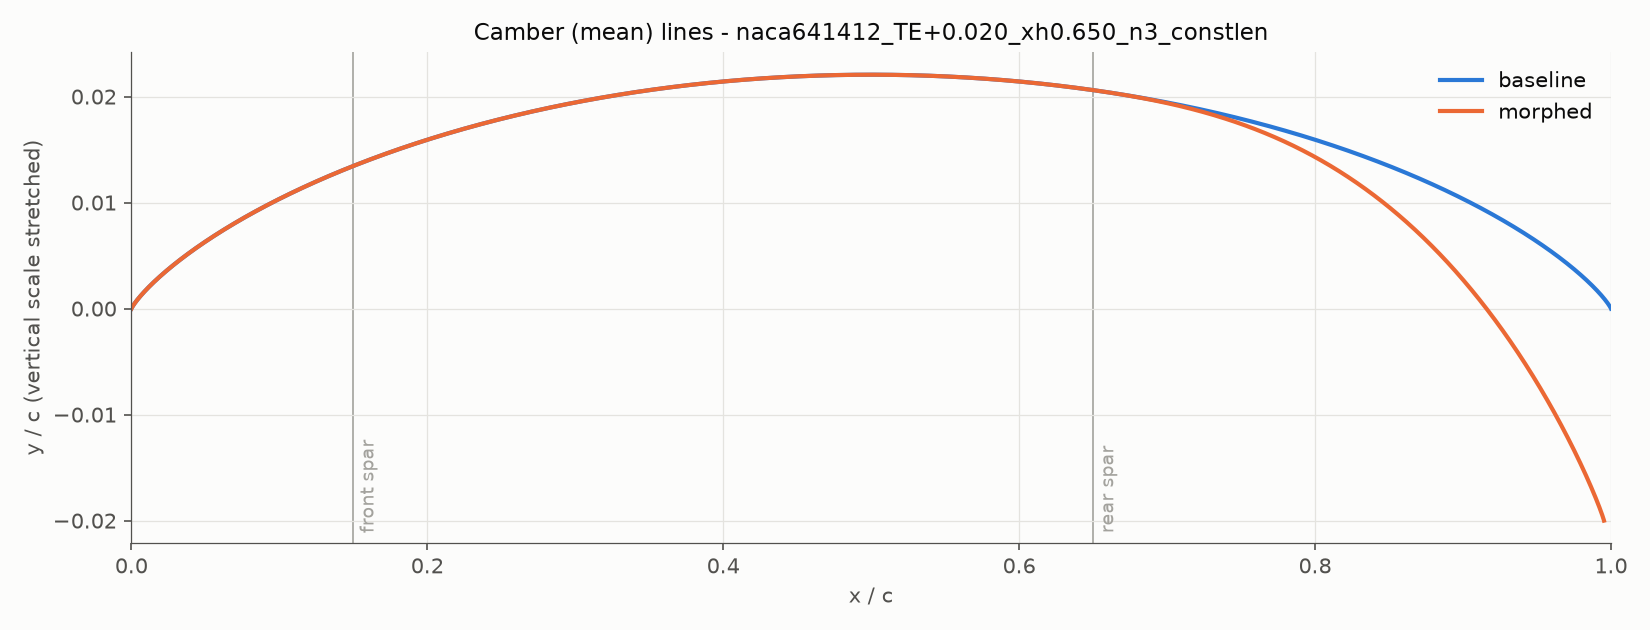 Camber (mean) lines - naca641412_TE+0.020_xh0.650_n3_constlen
baseline
morphed
y / c (vertical scale stretched)
0.02
0.01
0.00
−0.01
−0.02
front spar
rear spar
0.0
0.2
0.4
0.6
0.8
1.0
x / c